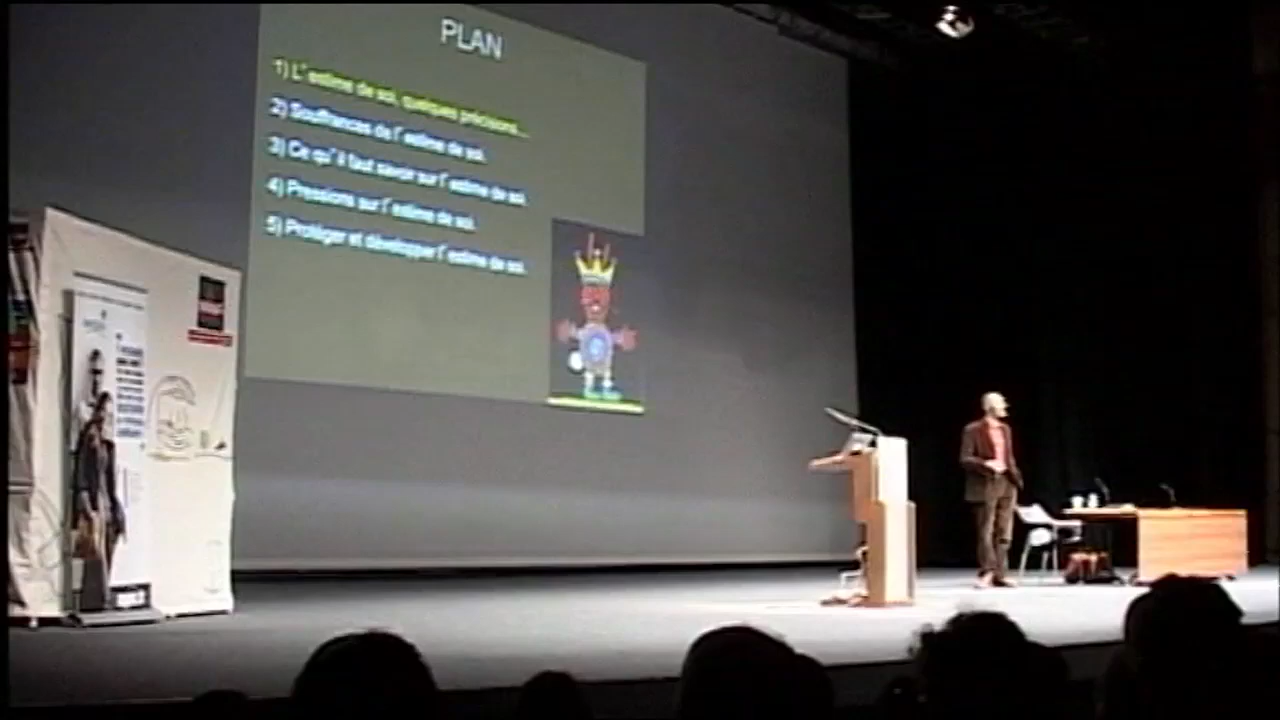 PLAN
1) L'estime de soi, quelques précisions...
2) Souffrances de l'estime de soi.
3) Ce qu'il faut savoir sur l'estime de soi.
4) Pressions sur l'estime de soi.
5) Protéger et développer l'estime de soi.